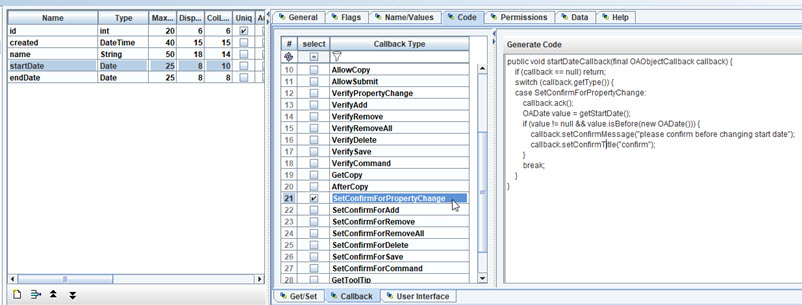 Name Type Max... Disp... ColL... Uniq Au
id int 20 6 6
created DateTime 40 15 15
name String 50 18 14
startDate Date 25 8 10
endDate Date 25 8 8
General Flags Name/Values Code Permissions Data Help
# select Callback Type
10 AllowCopy
11 AllowSubmit
12 VerifyPropertyChange
13 VerifyAdd
14 VerifyRemove
15 VerifyRemoveAll
16 VerifyDelete
17 VerifySave
18 VerifyCommand
19 GetCopy
20 AfterCopy
21 SetConfirmForPropertyChange
22 SetConfirmForAdd
23 SetConfirmForRemove
24 SetConfirmForRemoveAll
25 SetConfirmForDelete
26 SetConfirmForSave
27 SetConfirmForCommand
28 GetToolTip
Get/Set Callback User Interface
Generate Code
public void startDateCallback(final OAObjectCallback callback) {
if (callback == null) return;
switch (callback.getType()) {
case SetConfirmForPropertyChange:
callback.ack();
OADate value = getStartDate();
if (value != null && value.isBefore(new OADate())) {
callback.setConfirmMessage("please confirm before changing start date");
callback.setConfirmTitle("confirm");
}
break;
}
}